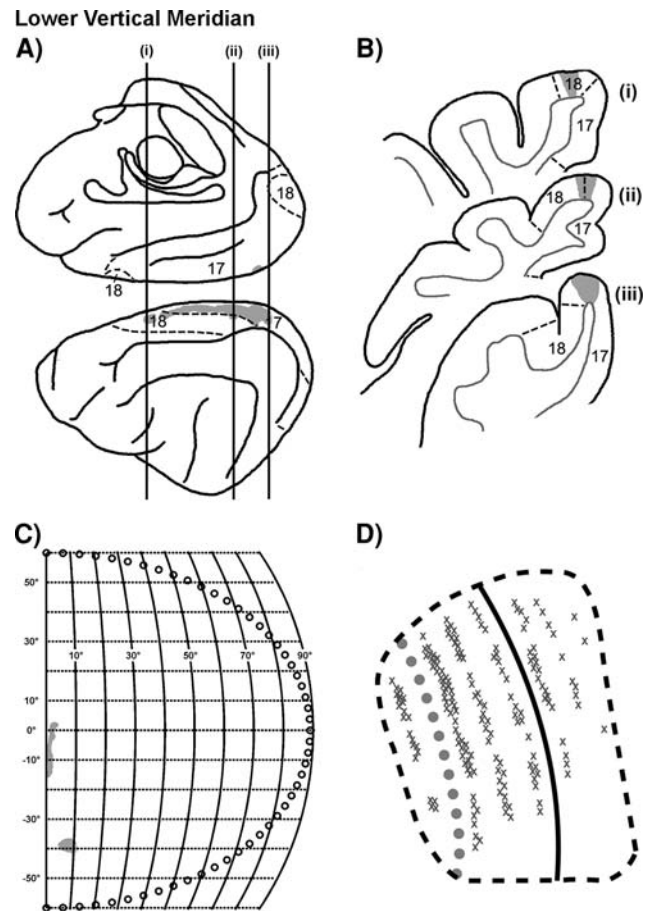 Lower Vertical Meridian
A)
(i) (ii) (iii)
18
17
18
18 17
B)
18 (i)
17
18 (ii)
17
(iii)
18 17
C)
50°
30°
10° 30° 50° 70° 90°
10°
0°
-10°
-30°
-50°
D)